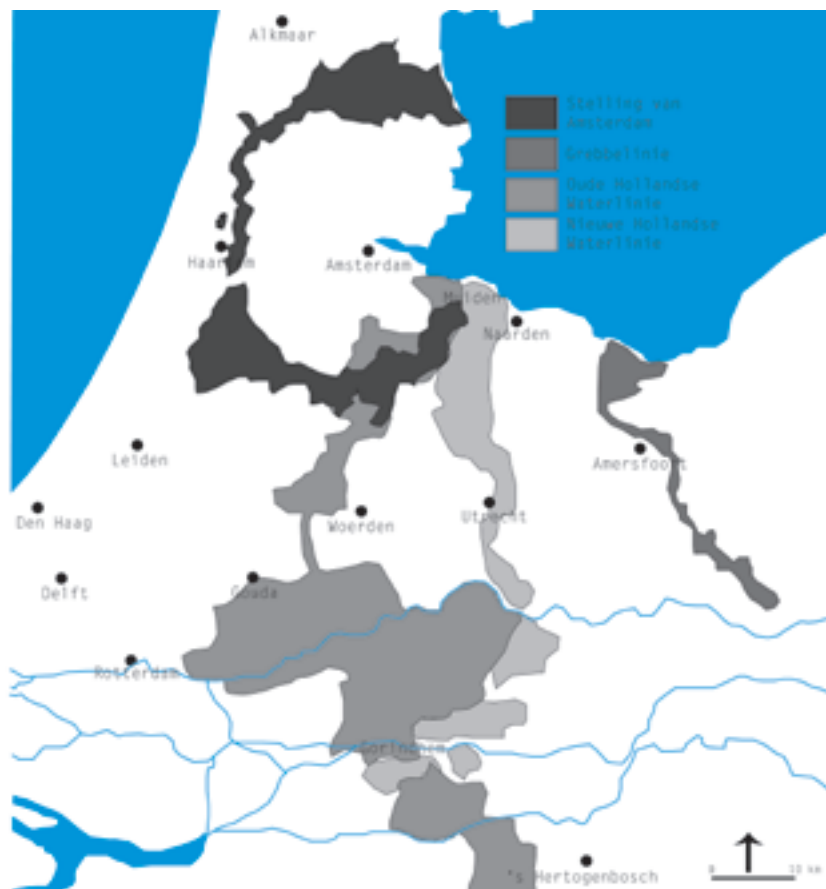 Alkmaar
Stelling van
Amsterdam
Grebbelinie
Oude Hollandse
Waterlinie
Nieuwe Hollandse
Waterlinie
Haarlem
Amsterdam
Muiden
Naarden
Leiden
Amersfoort
Den Haag
Woerden
Utrecht
Delft
Gouda
Rotterdam
Gorinchem
's Hertogenbosch
0 10 km